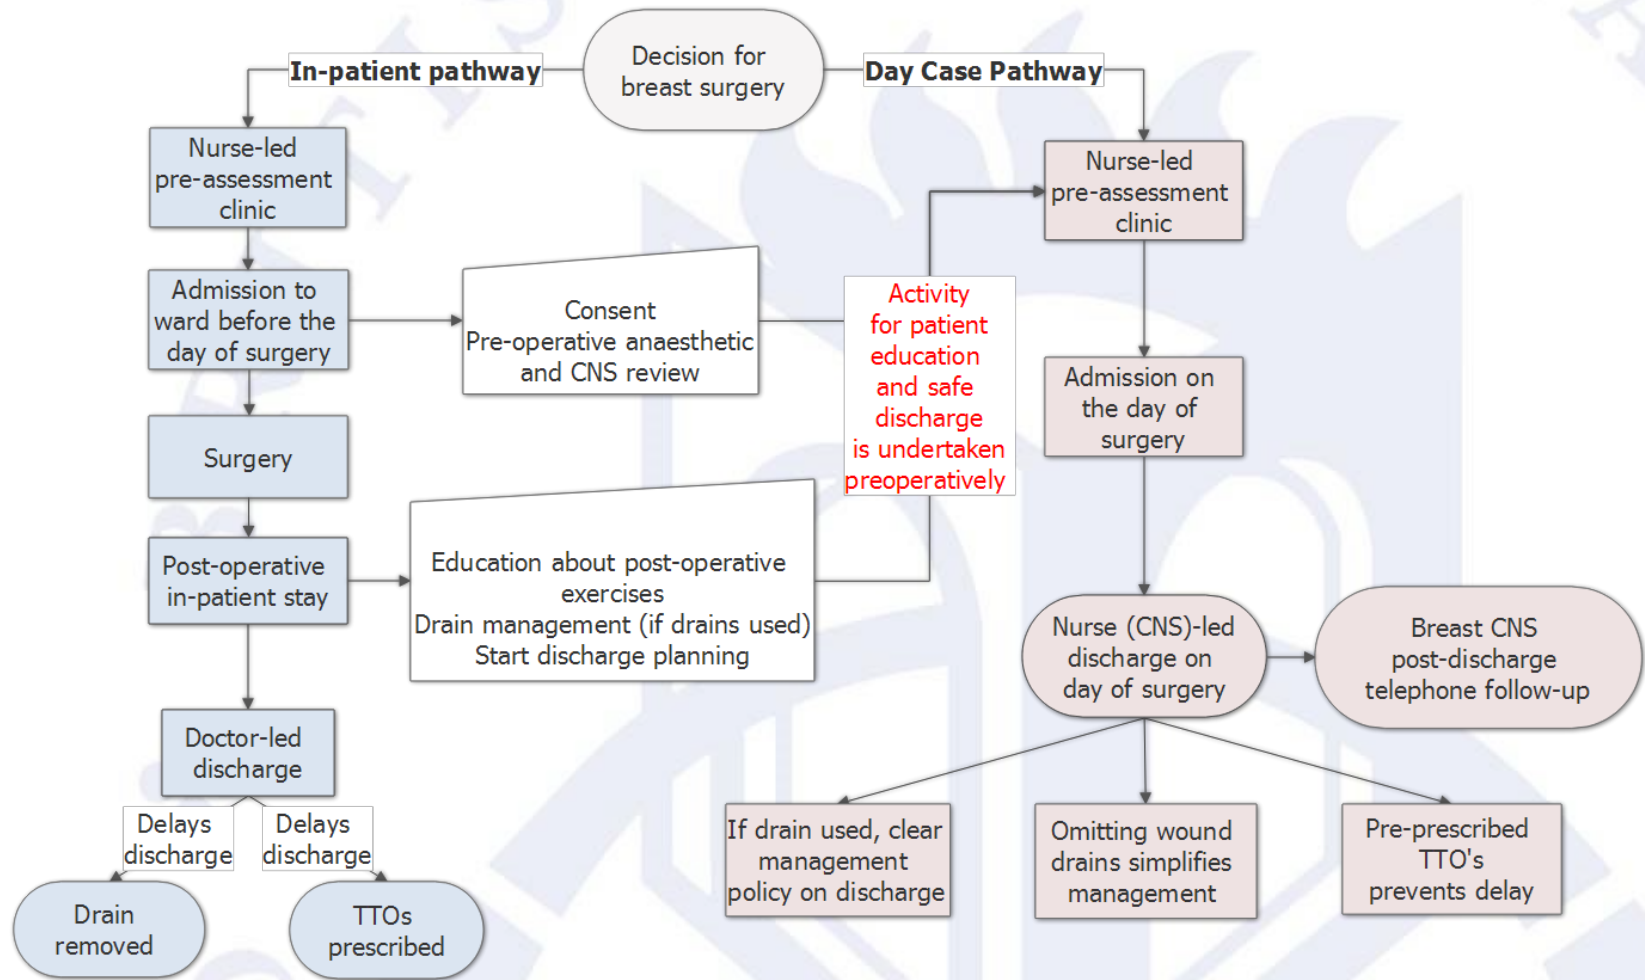 Decision for
breast surgery
In-patient pathway
Day Case Pathway
Nurse-led
pre-assessment
clinic
Admission to
ward before the
day of surgery
Consent
Pre-operative anaesthetic
and CNS review
Surgery
Post-operative
in-patient stay
Education about post-operative
exercises
Drain management (if drains used)
Start discharge planning
Doctor-led
discharge
Delays
discharge
Delays
discharge
Drain
removed
TTOs
prescribed
Activity
for patient
education
and safe
discharge
is undertaken
preoperatively
Nurse-led
pre-assessment
clinic
Admission on
the day of
surgery
Nurse (CNS)-led
discharge on
day of surgery
Breast CNS
post-discharge
telephone follow-up
If drain used, clear
management
policy on discharge
Omitting wound
drains simplifies
management
Pre-prescribed
TTO's
prevents delay